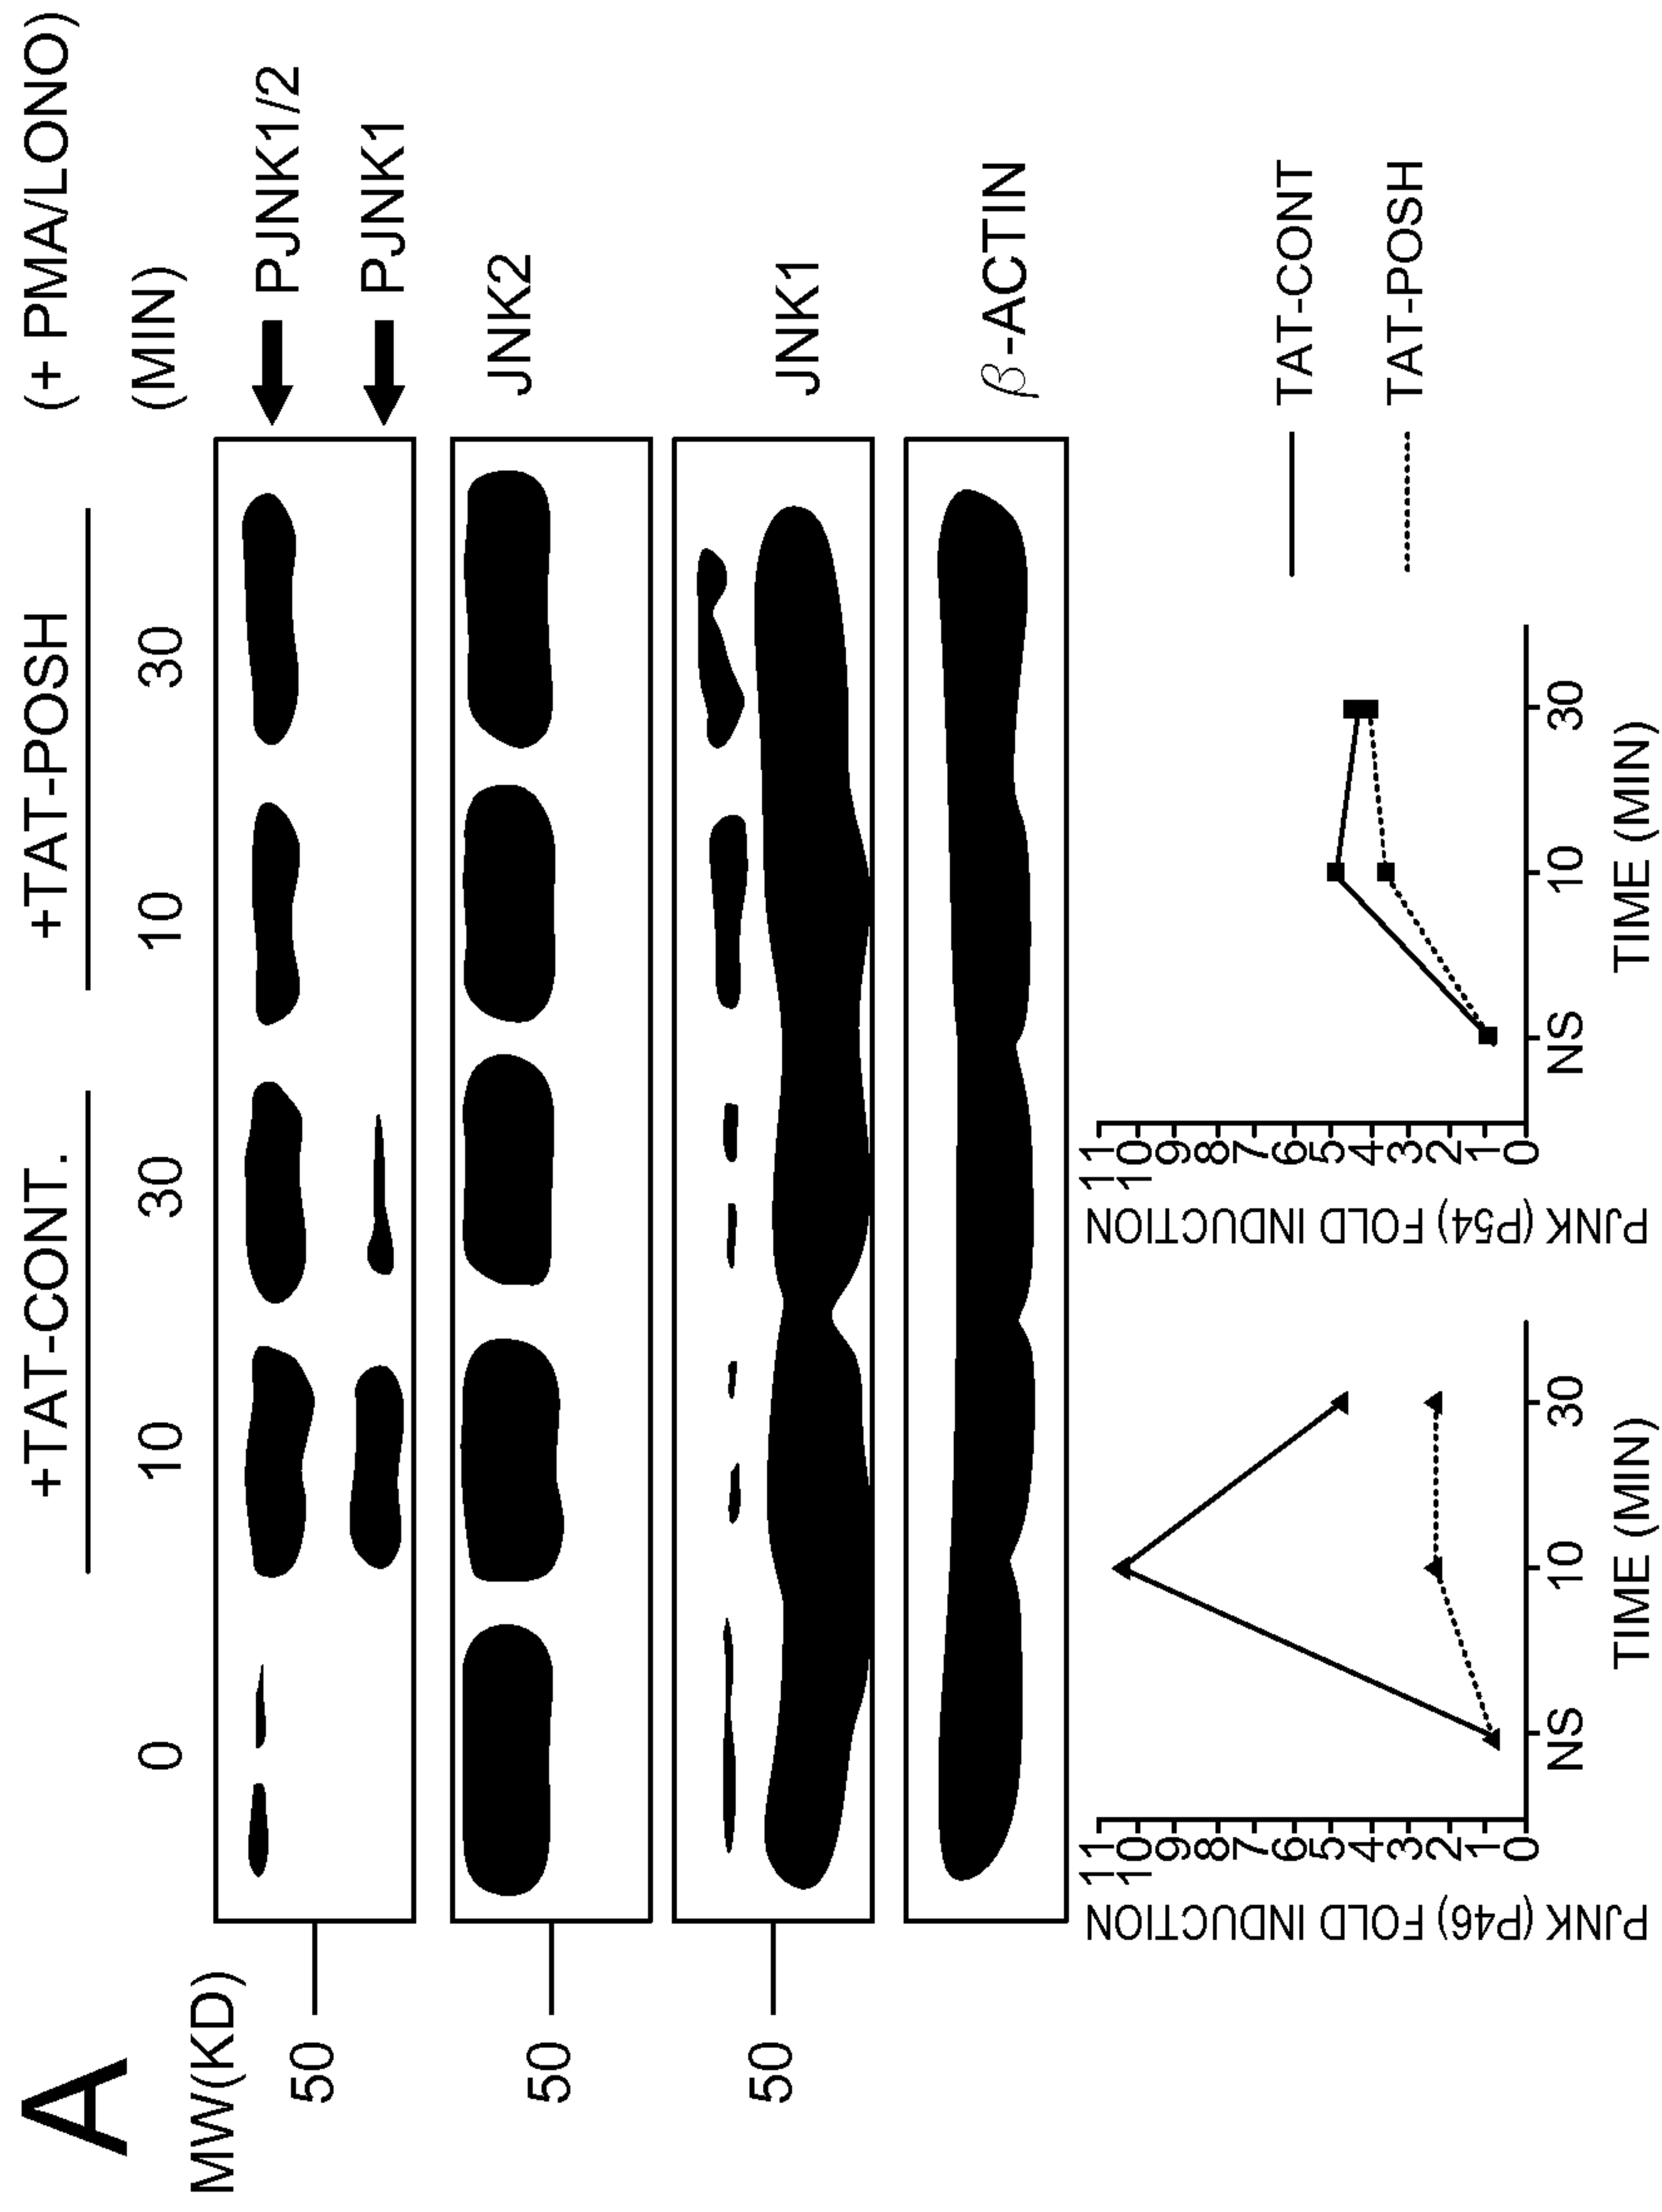 A
+TAT-CONT.
+TAT-POSH
(+ PMA/LONO)
MW(KD)
0
10
30
10
30
(MIN)
50
PJNK1/2
PJNK1
50
JNK2
50
JNK1
β-ACTIN
PJNK (P46) FOLD INDUCTION
11
10
9
8
7
6
5
4
3
2
1
0
NS
10
30
TIME (MIN)
PJNK (P54) FOLD INDUCTION
11
10
9
8
7
6
5
4
3
2
1
0
NS
10
30
TIME (MIN)
TAT-CONT
TAT-POSH